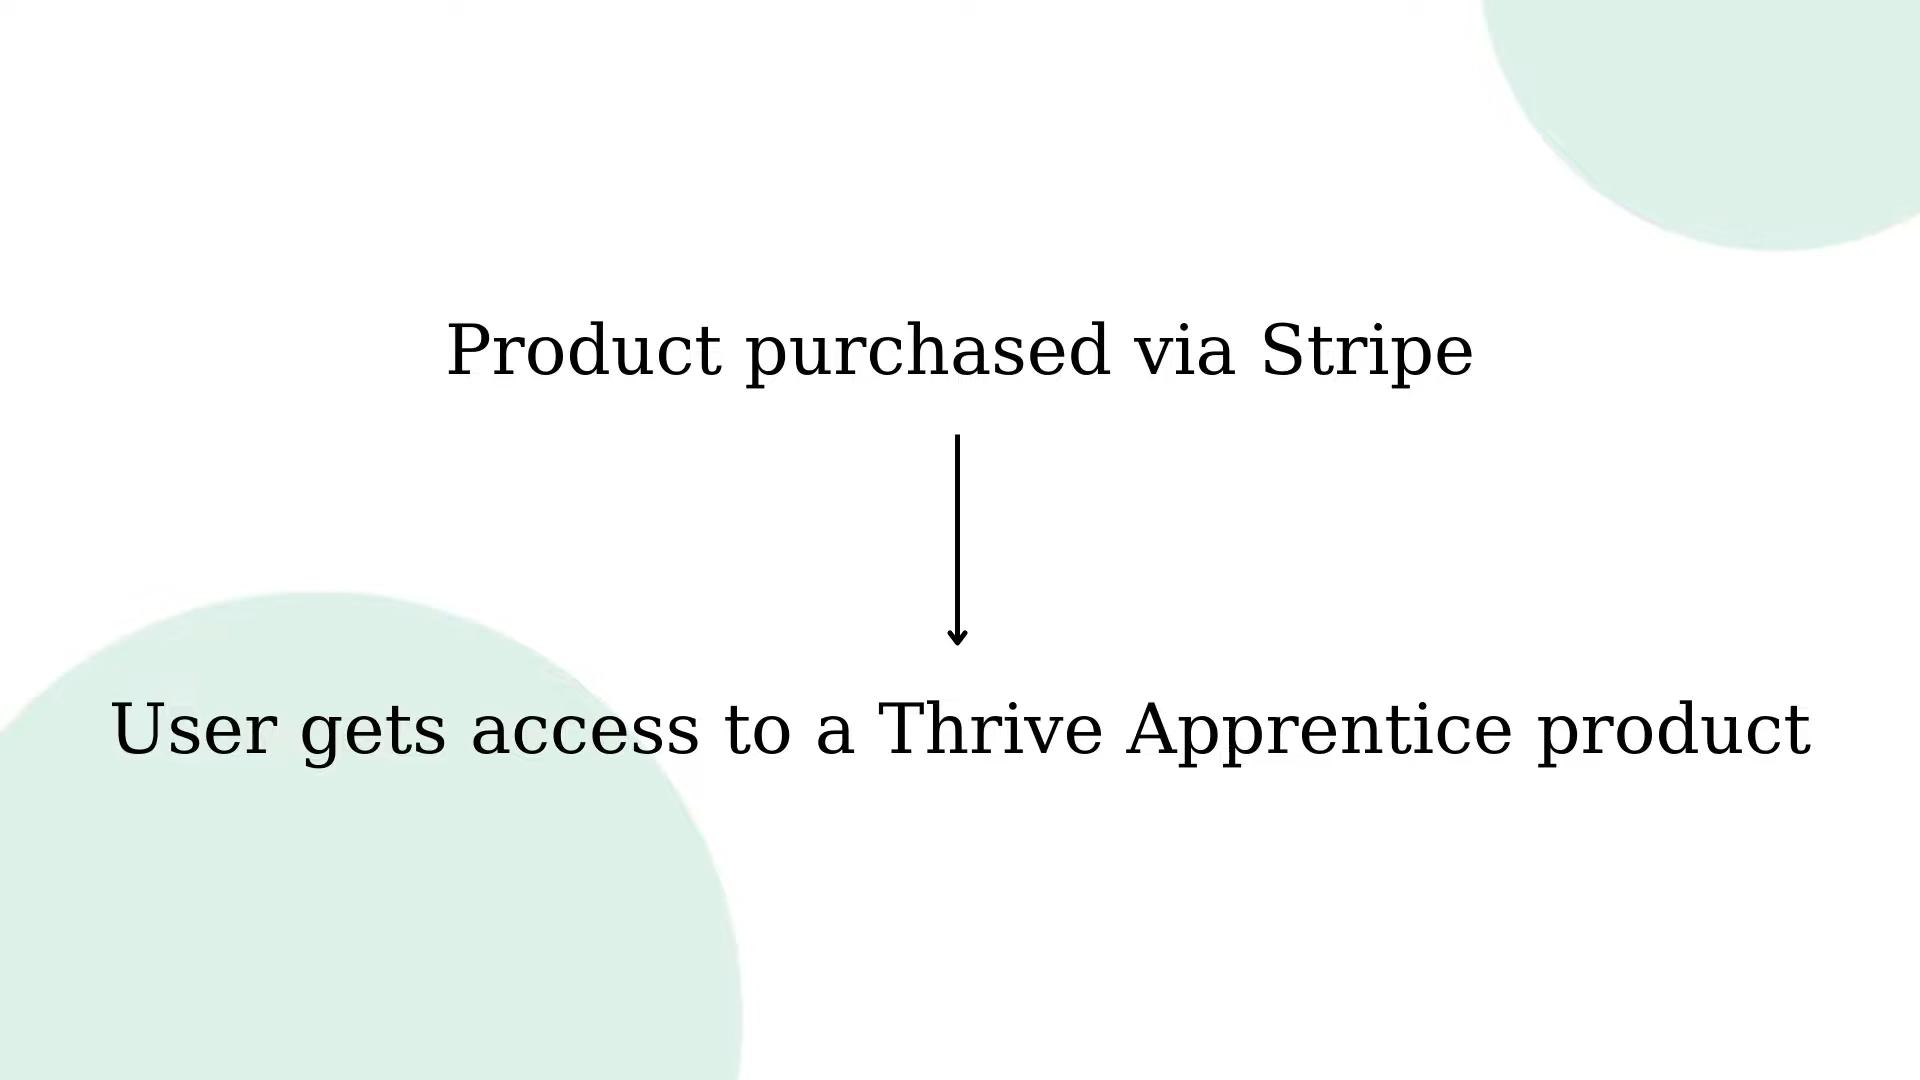 Product purchased via Stripe
User gets access to a Thrive Apprentice product